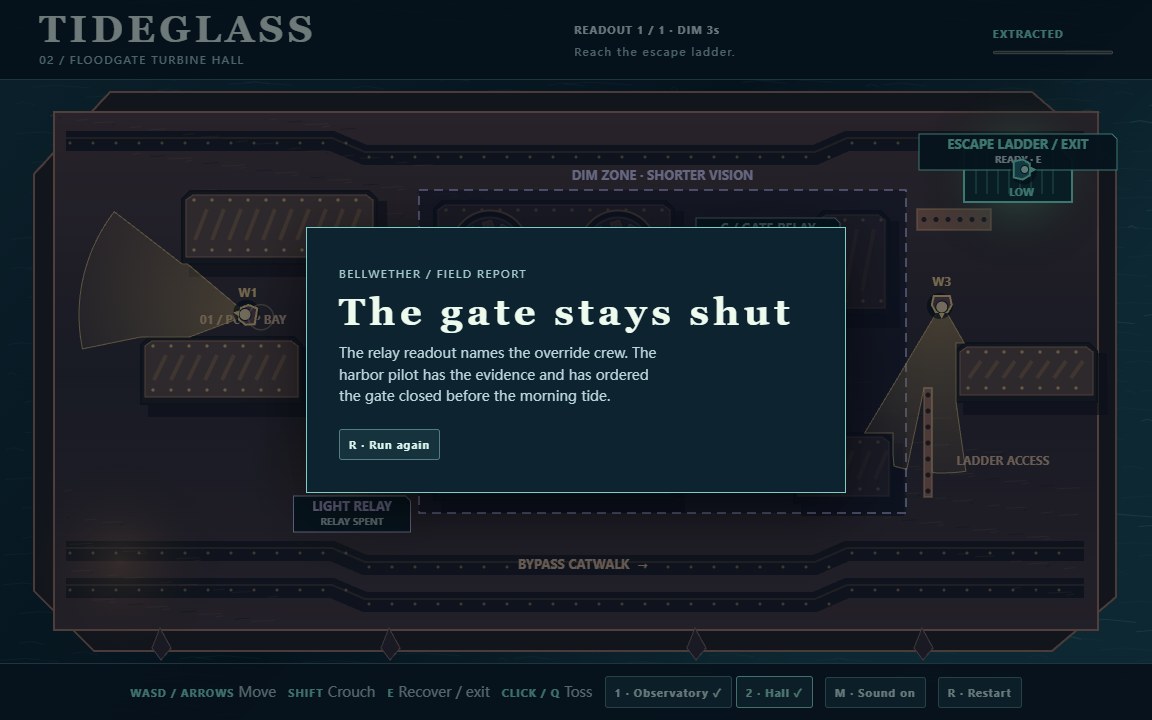 TIDEGLASS
02 / FLOODGATE TURBINE HALL
READOUT 1 / 1 · DIM 3s
Reach the escape ladder.
EXTRACTED
ESCAPE LADDER / EXIT
READY · E
LOW
DIM ZONE · SHORTER VISION
C / GATE RELAY
W1
01 / BAY
W3
BELLWETHER / FIELD REPORT
The gate stays shut
The relay readout names the override crew. The
harbor pilot has the evidence and has ordered
the gate closed before the morning tide.
R · Run again
LADDER ACCESS
LIGHT RELAY
RELAY SPENT
BYPASS CATWALK →
WASD / ARROWS Move SHIFT Crouch E Recover / exit CLICK / Q Toss 1 · Observatory ✓ 2 · Hall ✓ M · Sound on R · Restart